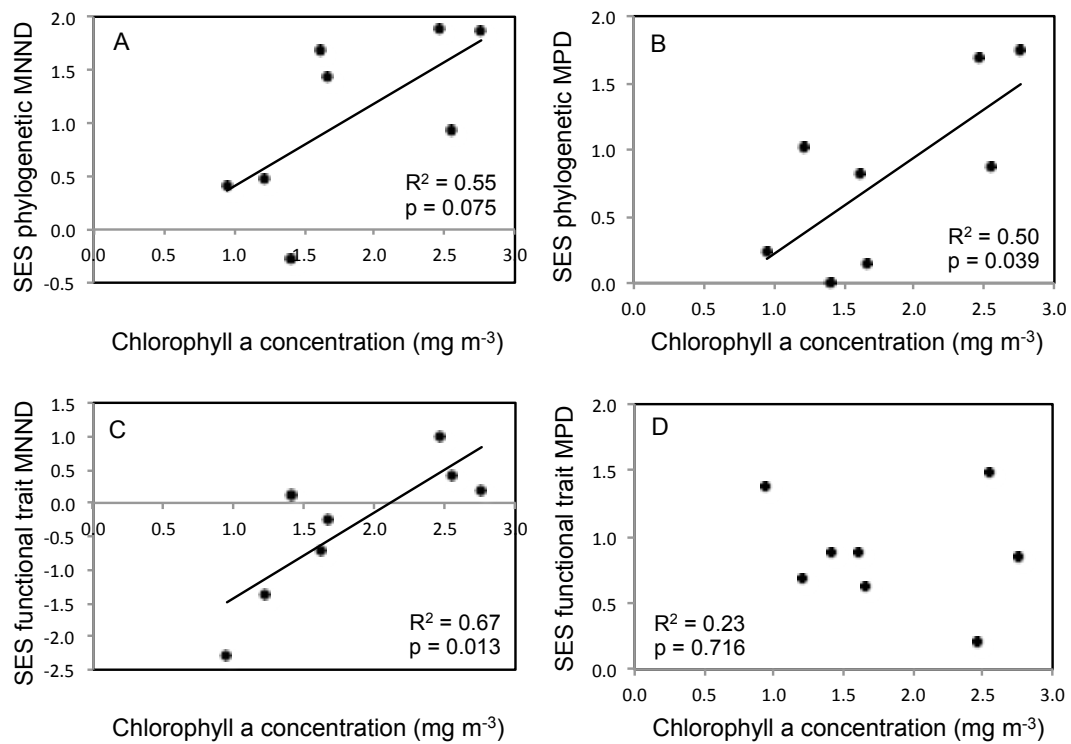 A
SES phylogenetic MNND
2.0
1.5
1.0
0.5
0.0
-0.5
0.0 0.5 1.0 1.5 2.0 2.5 3.0
R² = 0.55
p = 0.075
Chlorophyll a concentration (mg m⁻³)
B
SES phylogenetic MPD
2.0
1.5
1.0
0.5
0.0
0.0 0.5 1.0 1.5 2.0 2.5 3.0
R² = 0.50
p = 0.039
Chlorophyll a concentration (mg m⁻³)
C
SES functional trait MNND
1.5
1.0
0.5
0.0
-0.5
-1.0
-1.5
-2.0
-2.5
0.0 0.5 1.0 1.5 2.0 2.5 3.0
R² = 0.67
p = 0.013
Chlorophyll a concentration (mg m⁻³)
D
SES functional trait MPD
2.0
1.5
1.0
0.5
0.0
0.0 0.5 1.0 1.5 2.0 2.5 3.0
R² = 0.23
p = 0.716
Chlorophyll a concentration (mg m⁻³)